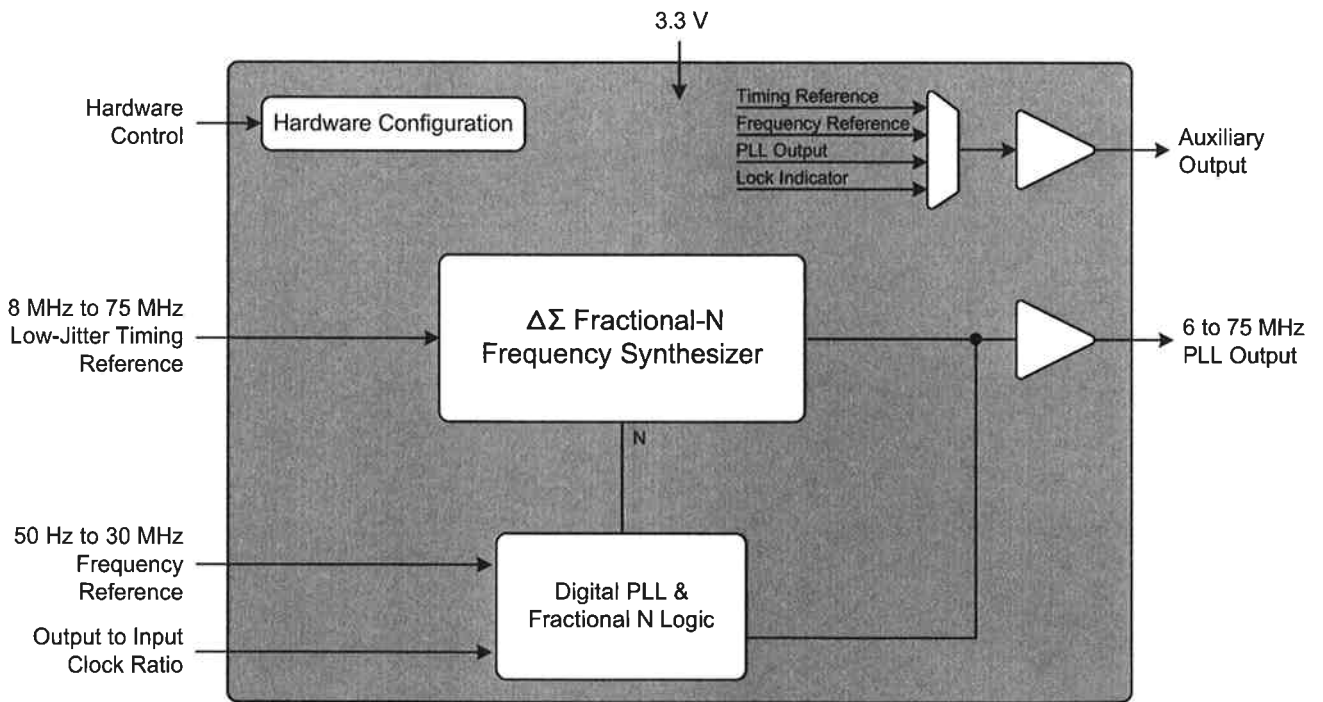 3.3 V
Hardware
Control
Hardware Configuration
Timing Reference
Frequency Reference
PLL Output
Lock Indicator
Auxiliary
Output
8 MHz to 75 MHz
Low-Jitter Timing
Reference
ΔΣ Fractional-N
Frequency Synthesizer
6 to 75 MHz
PLL Output
N
50 Hz to 30 MHz
Frequency
Reference
Digital PLL &
Fractional N Logic
Output to Input
Clock Ratio